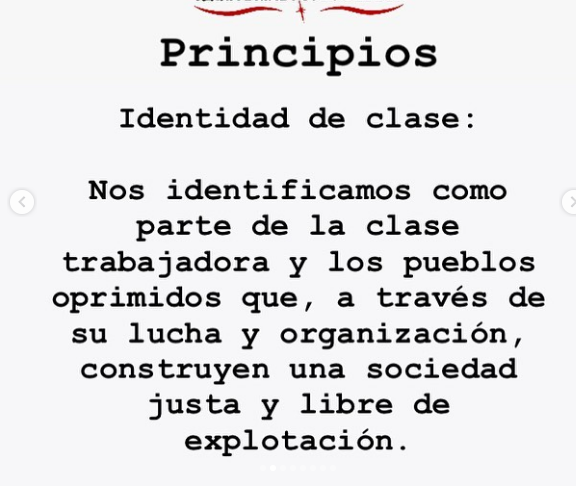 Principios
Identidad de clase:
Nos identificamos como
parte de la clase
trabajadora y los pueblos
oprimidos que, a través de
su lucha y organización,
construyen una sociedad
justa y libre de
explotación.